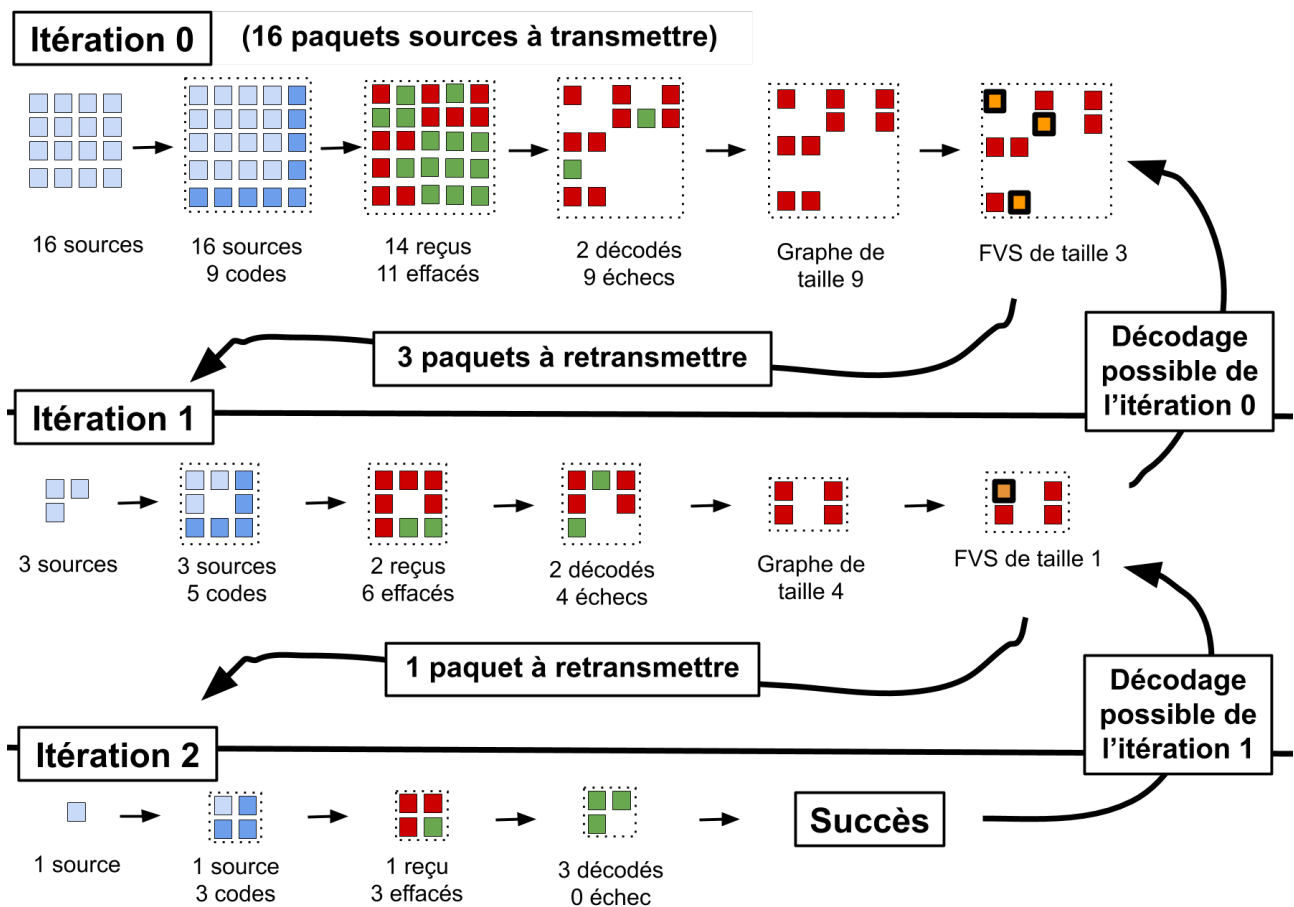 Itération 0
(16 paquets sources à transmettre)
16 sources
16 sources
9 codes
14 reçus
11 effacés
2 décodés
9 échecs
Graphe de
taille 9
FVS de taille 3
3 paquets à retransmettre
Décodage
possible de
l'itération 0
Itération 1
3 sources
3 sources
5 codes
2 reçus
6 effacés
2 décodés
4 échecs
Graphe de
taille 4
FVS de taille 1
1 paquet à retransmettre
Décodage
possible de
l'itération 1
Itération 2
1 source
1 source
3 codes
1 reçu
3 effacés
3 décodés
0 échec
Succès